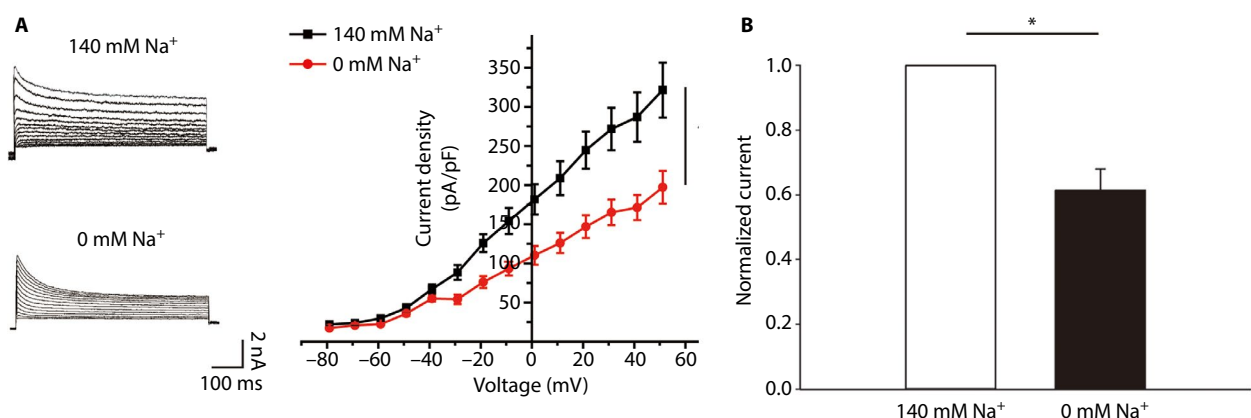 A
140 mM Na⁺
0 mM Na⁺
2 nA
100 ms
140 mM Na⁺
0 mM Na⁺
Current density
(pA/pF)
350
300
250
200
150
100
50
−80 −60 −40 −20 0 20 40 60
Voltage (mV)
B
*
Normalized current
1.0
0.8
0.6
0.4
0.2
0.0
140 mM Na⁺ 0 mM Na⁺